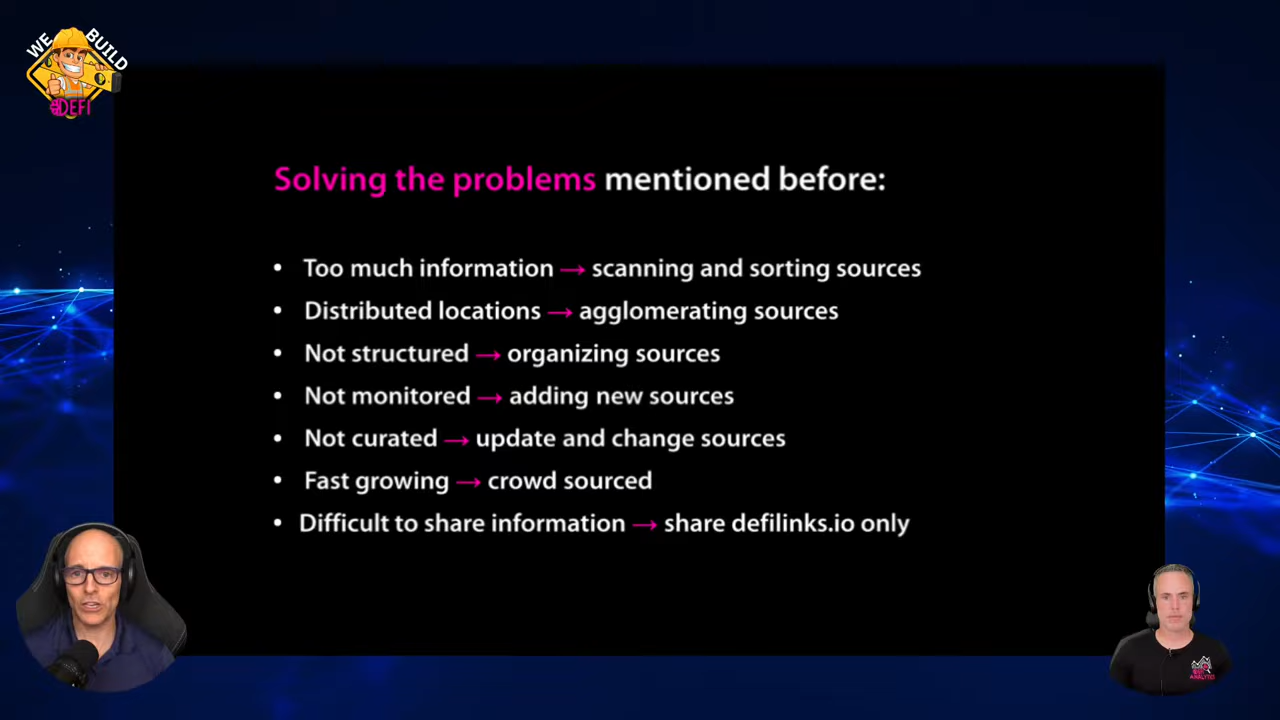 WE BUILD
DEFI
Solving the problems mentioned before:
• Too much information → scanning and sorting sources
• Distributed locations → agglomerating sources
• Not structured → organizing sources
• Not monitored → adding new sources
• Not curated → update and change sources
• Fast growing → crowd sourced
• Difficult to share information → share defilinks.io only